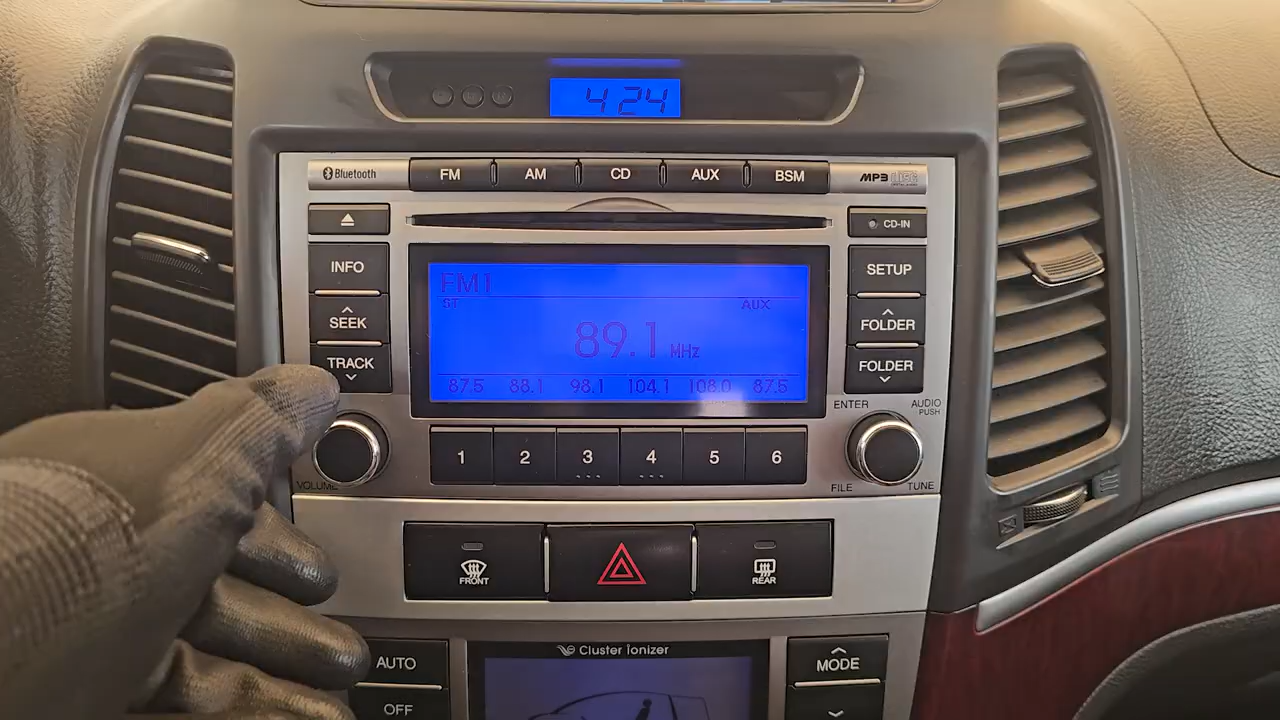 4:24
Bluetooth
FM
AM
CD
AUX
BSM
MP3
CD-IN
INFO
SETUP
SEEK
FOLDER
TRACK
FOLDER
FM1
ST
AUX
89.1 MHz
87.5 88.1 98.1 104.1 108.0 87.5
ENTER
AUDIO
PUSH
1 2 3 4 5 6
VOLUME
FILE
TUNE
FRONT
REAR
Cluster Ionizer
AUTO
MODE
OFF